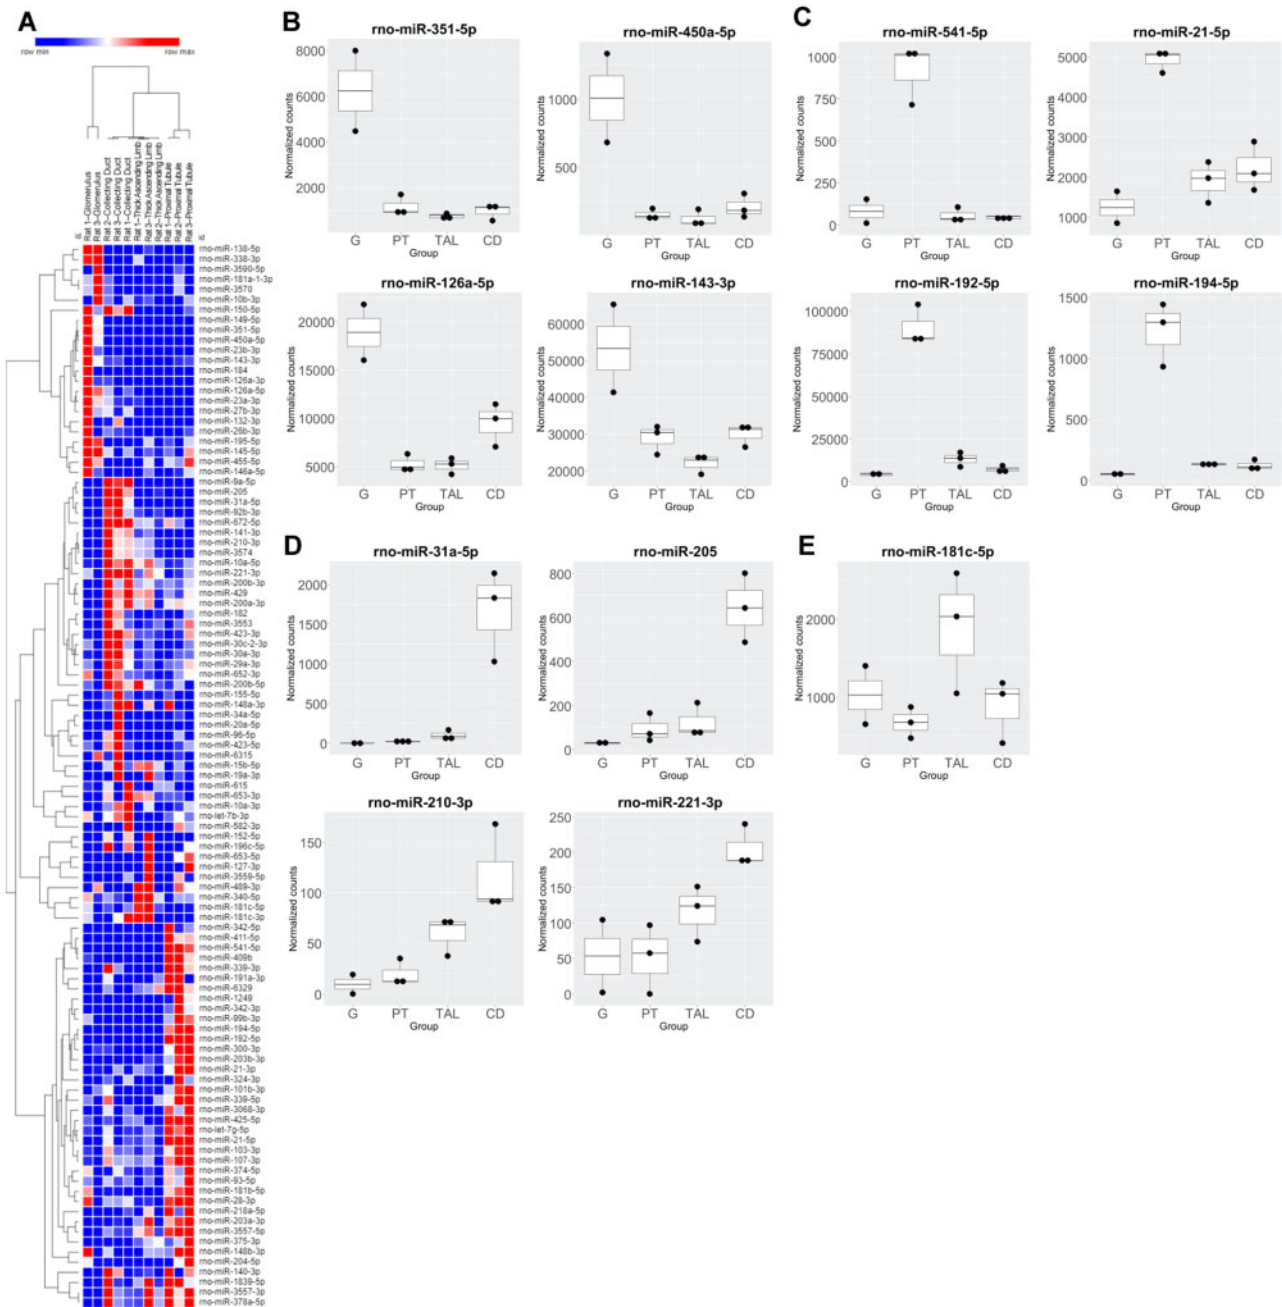 A
row min
row max
Rat 1--Glomerulus
Rat 3--Glomerulus
Rat 2--Collecting Duct
Rat 3--Collecting Duct
Rat 1--Collecting Duct
Rat 1--Thick Ascending Limb
Rat 3--Thick Ascending Limb
Rat 2--Thick Ascending Limb
Rat 1--Proximal Tubule
Rat 2--Proximal Tubule
Rat 3--Proximal Tubule
id
id
rno-miR-138-5p
rno-miR-338-3p
rno-miR-3590-5p
rno-miR-181a-1-3p
rno-miR-3570
rno-miR-10b-3p
rno-miR-150-5p
rno-miR-149-5p
rno-miR-351-5p
rno-miR-450a-5p
rno-miR-23b-3p
rno-miR-143-3p
rno-miR-184
rno-miR-126a-3p
rno-miR-126a-5p
rno-miR-23a-3p
rno-miR-27b-3p
rno-miR-132-3p
rno-miR-26b-3p
rno-miR-195-5p
rno-miR-145-5p
rno-miR-455-5p
rno-miR-146a-5p
rno-miR-9a-5p
rno-miR-205
rno-miR-31a-5p
rno-miR-92b-3p
rno-miR-672-5p
rno-miR-141-3p
rno-miR-210-3p
rno-miR-3574
rno-miR-10a-5p
rno-miR-221-3p
rno-miR-200b-3p
rno-miR-429
rno-miR-200a-3p
rno-miR-182
rno-miR-3553
rno-miR-423-3p
rno-miR-30c-2-3p
rno-miR-30a-3p
rno-miR-29a-3p
rno-miR-652-3p
rno-miR-200b-5p
rno-miR-155-5p
rno-miR-148a-3p
rno-miR-34a-5p
rno-miR-20a-5p
rno-miR-96-5p
rno-miR-423-5p
rno-miR-6315
rno-miR-15b-5p
rno-miR-19a-3p
rno-miR-615
rno-miR-653-3p
rno-miR-10a-3p
rno-let-7b-3p
rno-miR-582-3p
rno-miR-152-5p
rno-miR-196c-5p
rno-miR-653-5p
rno-miR-127-3p
rno-miR-3559-5p
rno-miR-489-3p
rno-miR-340-5p
rno-miR-181c-5p
rno-miR-181c-3p
rno-miR-342-5p
rno-miR-411-5p
rno-miR-541-5p
rno-miR-409b
rno-miR-339-3p
rno-miR-191a-3p
rno-miR-6329
rno-miR-1249
rno-miR-342-3p
rno-miR-99b-3p
rno-miR-194-5p
rno-miR-192-5p
rno-miR-300-3p
rno-miR-203b-3p
rno-miR-21-3p
rno-miR-324-3p
rno-miR-101b-3p
rno-miR-339-5p
rno-miR-3068-3p
rno-miR-425-5p
rno-let-7g-5p
rno-miR-21-5p
rno-miR-103-3p
rno-miR-107-3p
rno-miR-374-5p
rno-miR-93-5p
rno-miR-181b-5p
rno-miR-28-3p
rno-miR-218a-5p
rno-miR-203a-3p
rno-miR-3557-5p
rno-miR-375-3p
rno-miR-148b-3p
rno-miR-204-5p
rno-miR-140-3p
rno-miR-1839-5p
rno-miR-3557-3p
rno-miR-378a-5p
B
rno-miR-351-5p
Normalized counts
8000
6000
4000
2000
G PT TAL CD
Group
rno-miR-450a-5p
Normalized counts
1000
500
G PT TAL CD
Group
rno-miR-126a-5p
Normalized counts
20000
15000
10000
5000
G PT TAL CD
Group
rno-miR-143-3p
Normalized counts
60000
50000
40000
30000
20000
G PT TAL CD
Group
C
rno-miR-541-5p
Normalized counts
1000
750
500
250
0
G PT TAL CD
Group
rno-miR-21-5p
Normalized counts
5000
4000
3000
2000
1000
G PT TAL CD
Group
rno-miR-192-5p
Normalized counts
100000
75000
50000
25000
0
G PT TAL CD
Group
rno-miR-194-5p
Normalized counts
1500
1000
500
0
G PT TAL CD
Group
D
rno-miR-31a-5p
Normalized counts
2000
1500
1000
500
0
G PT TAL CD
Group
rno-miR-205
Normalized counts
800
600
400
200
0
G PT TAL CD
Group
rno-miR-210-3p
Normalized counts
150
100
50
0
G PT TAL CD
Group
rno-miR-221-3p
Normalized counts
250
200
150
100
50
0
G PT TAL CD
Group
E
rno-miR-181c-5p
Normalized counts
2000
1000
G PT TAL CD
Group